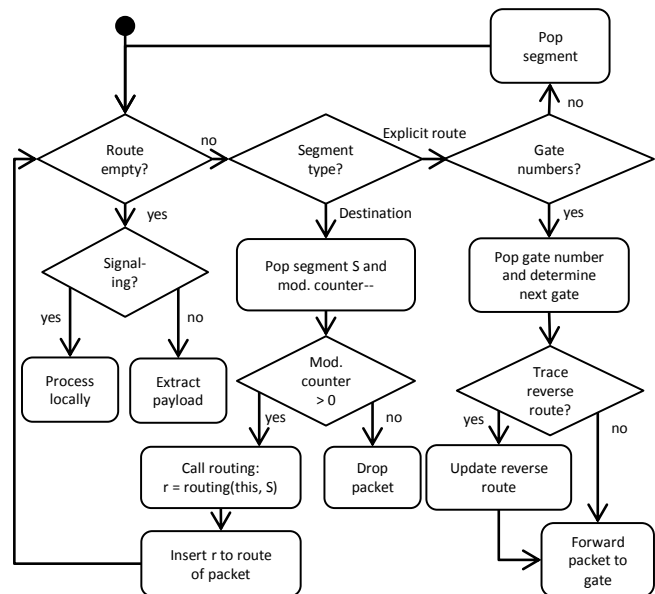 Pop
segment
no
Route
empty?
no
Segment
type?
Explicit route
Gate
numbers?
yes
Destination
yes
Signal-
ing?
Pop segment S and
mod. counter--
Pop gate number
and determine
next gate
yes
no
Process
locally
Extract
payload
Mod.
counter
> 0
Trace
reverse
route?
yes
no
yes
no
Call routing:
r = routing(this, S)
Drop
packet
Update reverse
route
Insert r to route
of packet
Forward
packet to
gate